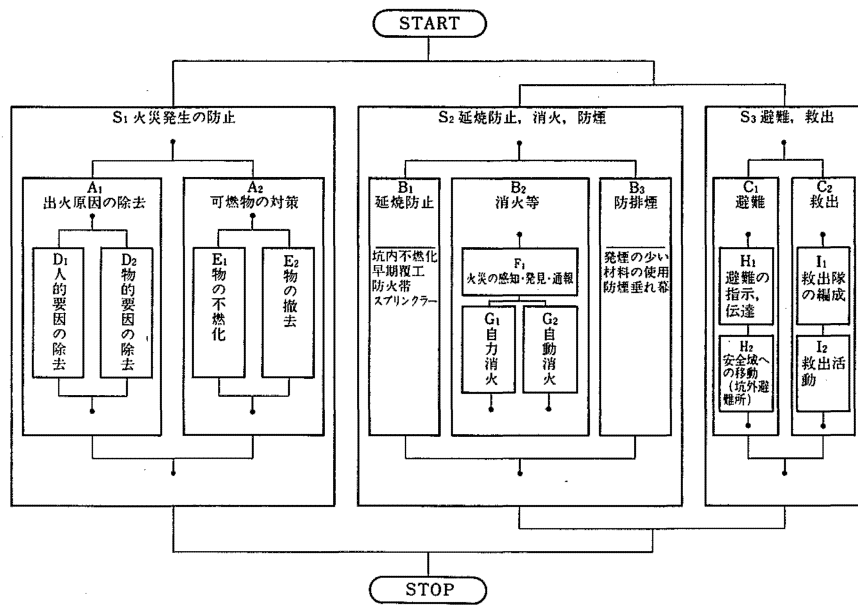 START
S1 火災発生の防止
A1
出火原因の除去
D1
人的要因の除去
D2
物的要因の除去
A2
可燃物の対策
E1
物の不燃化
E2
物の撤去
S2 延焼防止，消火，防煙
B1
延焼防止
坑内不燃化
早期覆工
防火帯
スプリンクラー
B2
消火等
F1
火災の感知・発見・通報
G1
自力消火
G2
自動消火
B3
防排煙
発煙の少い
材料の使用
防煙垂れ幕
S3 避難，救出
C1
避難
H1
避難の
指示，
伝達
H2
安全域へ
の移動
（坑外避
難所）
C2
救出
I1
救出隊
の編成
I2
救出活
動
STOP